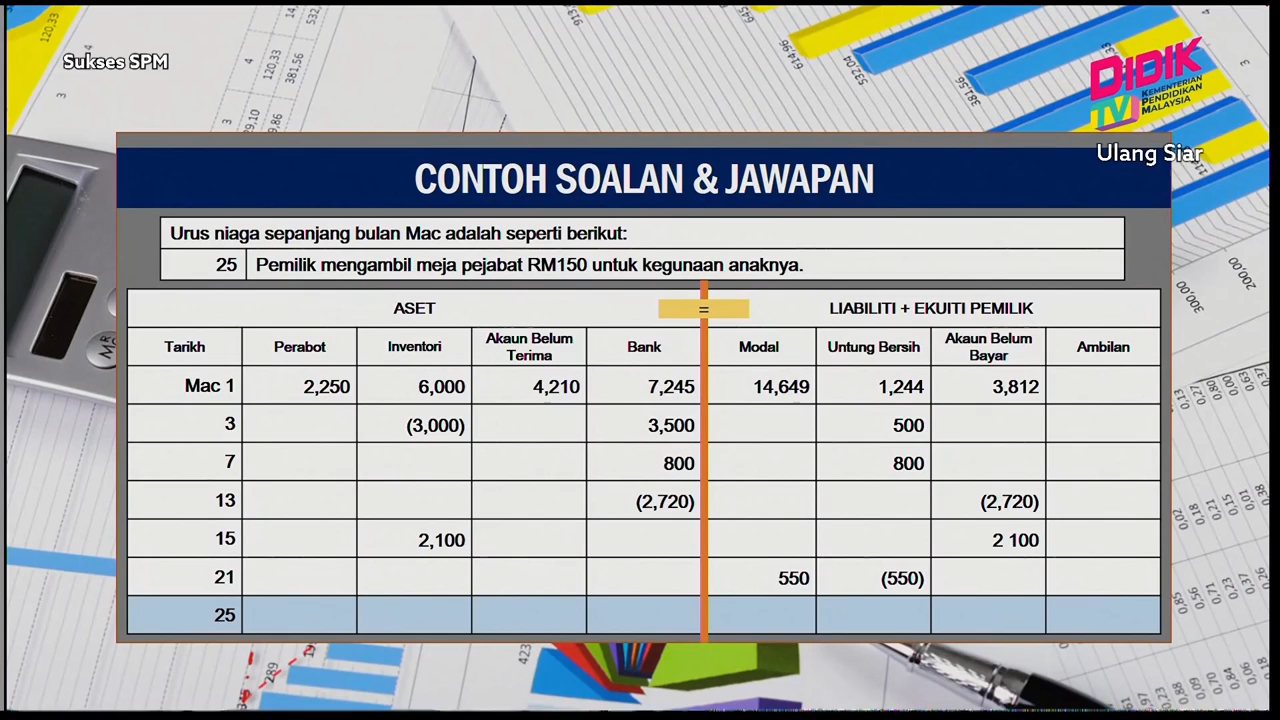 Sukses SPM
DIDIK
TV
KEMENTERIAN
PENDIDIKAN
MALAYSIA
Ulang Siar
CONTOH SOALAN & JAWAPAN
Urus niaga sepanjang bulan Mac adalah seperti berikut:
25 Pemilik mengambil meja pejabat RM150 untuk kegunaan anaknya.
ASET = LIABILITI + EKUITI PEMILIK
Tarikh Perabot Inventori Akaun Belum Terima Bank Modal Untung Bersih Akaun Belum Bayar Ambilan
Mac 1 2,250 6,000 4,210 7,245 14,649 1,244 3,812
3 (3,000) 3,500 500
7 800 800
13 (2,720) (2,720)
15 2,100 2 100
21 550 (550)
25